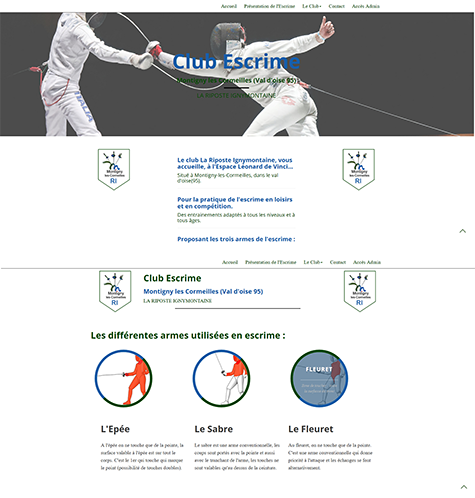 Accueil Présentation de l'Escrime Le Club+ Contact Accès Admin
Club Escrime
Montigny les Cormeilles (Val d'oise 95)
LA RIPOSTE IGNYMONTAINE
Montigny
les Cormeilles
RI
Le club La Riposte Ignymontaine, vous
accueille, à l'Espace Léonard de Vinci...
Situé à Montigny-les-Cormeilles, dans le val
d'oise(95).
Pour la pratique de l'escrime en loisirs
et en compétition.
Des entrainements adaptés à tous les niveaux et à
tous âges.
Proposant les trois armes de l'escrime :
Montigny
les Cormeilles
RI
Accueil Présentation de l'Escrime Le Club+ Contact Accès Admin
Montigny
les Cormeilles
RI
Club Escrime
Montigny les Cormeilles (Val d'oise 95)
LA RIPOSTE IGNYMONTAINE
Montigny
les Cormeilles
RI
Les différentes armes utilisées en escrime :
FLEURET
L'Epée
A l'épée on ne touche que de la pointe, la
surface valable à l'épée est sur tout le
corps. C'est le 1er qui touche qui marque
le point (possibilité de touches doubles).
Le Sabre
Le sabre est une arme conventionnelle, les
coups sont portés avec la pointe et aussi
avec le tranchant de l'arme, les touches ne
sont valables qu'au dessus de la ceinture.
Le Fleuret
Au fleuret, on ne touche que de la pointe.
C'est une arme conventionnelle qui donne
priorité à l'attaque et les échanges se font
alternativement.